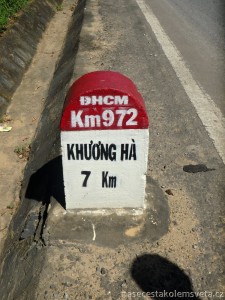 ĐHCM
Km972
KHƯƠNG HÀ
7 Km
nasecestakolemsveta.cz